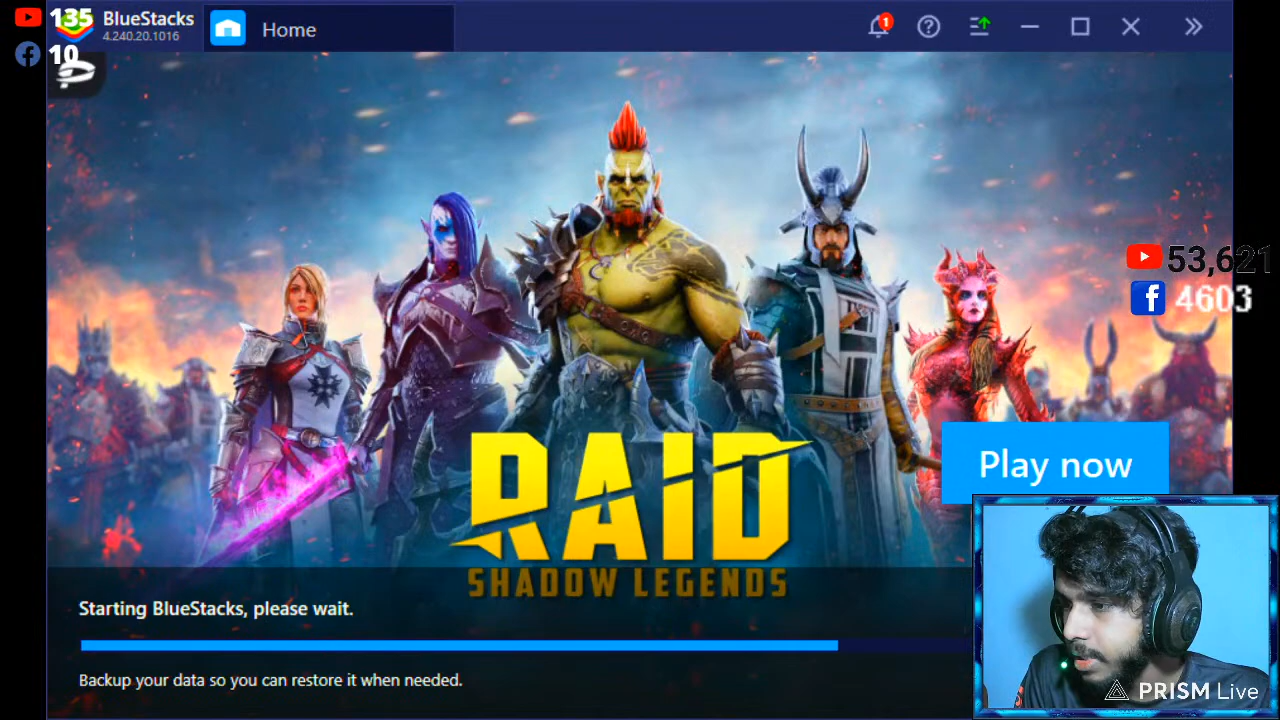 135
BlueStacks
4.240.20.1016
Home
1
10
53,621
4603
RAID
SHADOW LEGENDS
Play now
Starting BlueStacks, please wait.
Backup your data so you can restore it when needed.
PRISM Live